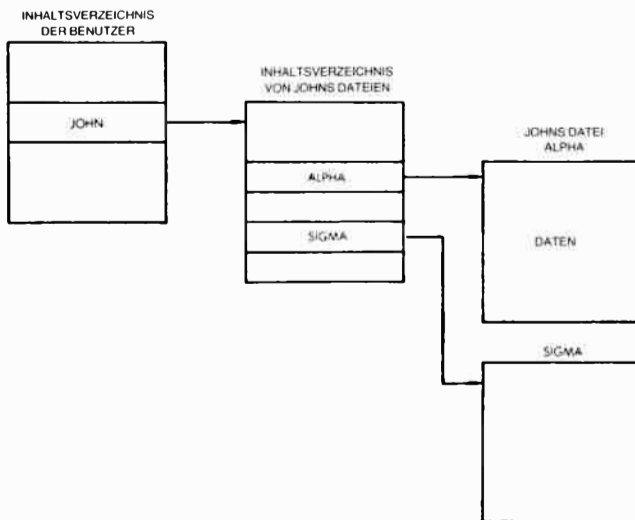 INHALTSVERZEICHNIS
DER BENUTZER
JOHN
INHALTSVERZEICHNIS
VON JOHNS DATEIEN
ALPHA
SIGMA
JOHNS DATEI
ALPHA
DATEN
SIGMA